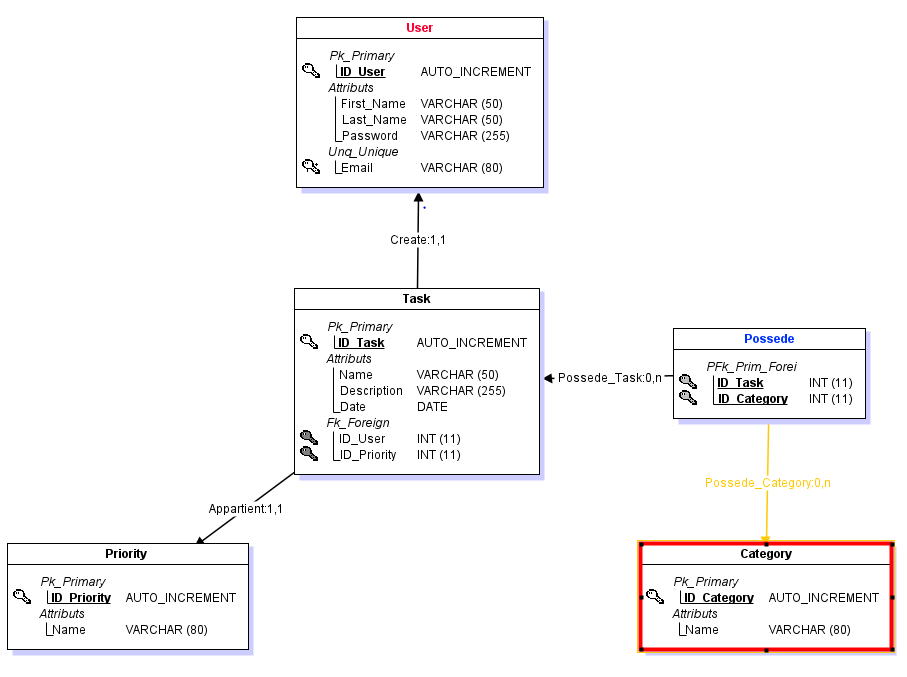 User
Pk_Primary
ID_User AUTO_INCREMENT
Attributs
First_Name VARCHAR (50)
Last_Name VARCHAR (50)
Password VARCHAR (255)
Unq_Unique
Email VARCHAR (80)
Create:1,1
Task
Pk_Primary
ID_Task AUTO_INCREMENT
Attributs
Name VARCHAR (50)
Description VARCHAR (255)
Date DATE
Fk_Foreign
ID_User INT (11)
ID_Priority INT (11)
Possede_Task:0,n
Possede
PFk_Prim_Forei
ID_Task INT (11)
ID_Category INT (11)
Possede_Category:0,n
Appartient:1,1
Priority
Pk_Primary
ID_Priority AUTO_INCREMENT
Attributs
Name VARCHAR (80)
Category
Pk_Primary
ID_Category AUTO_INCREMENT
Attributs
Name VARCHAR (80)